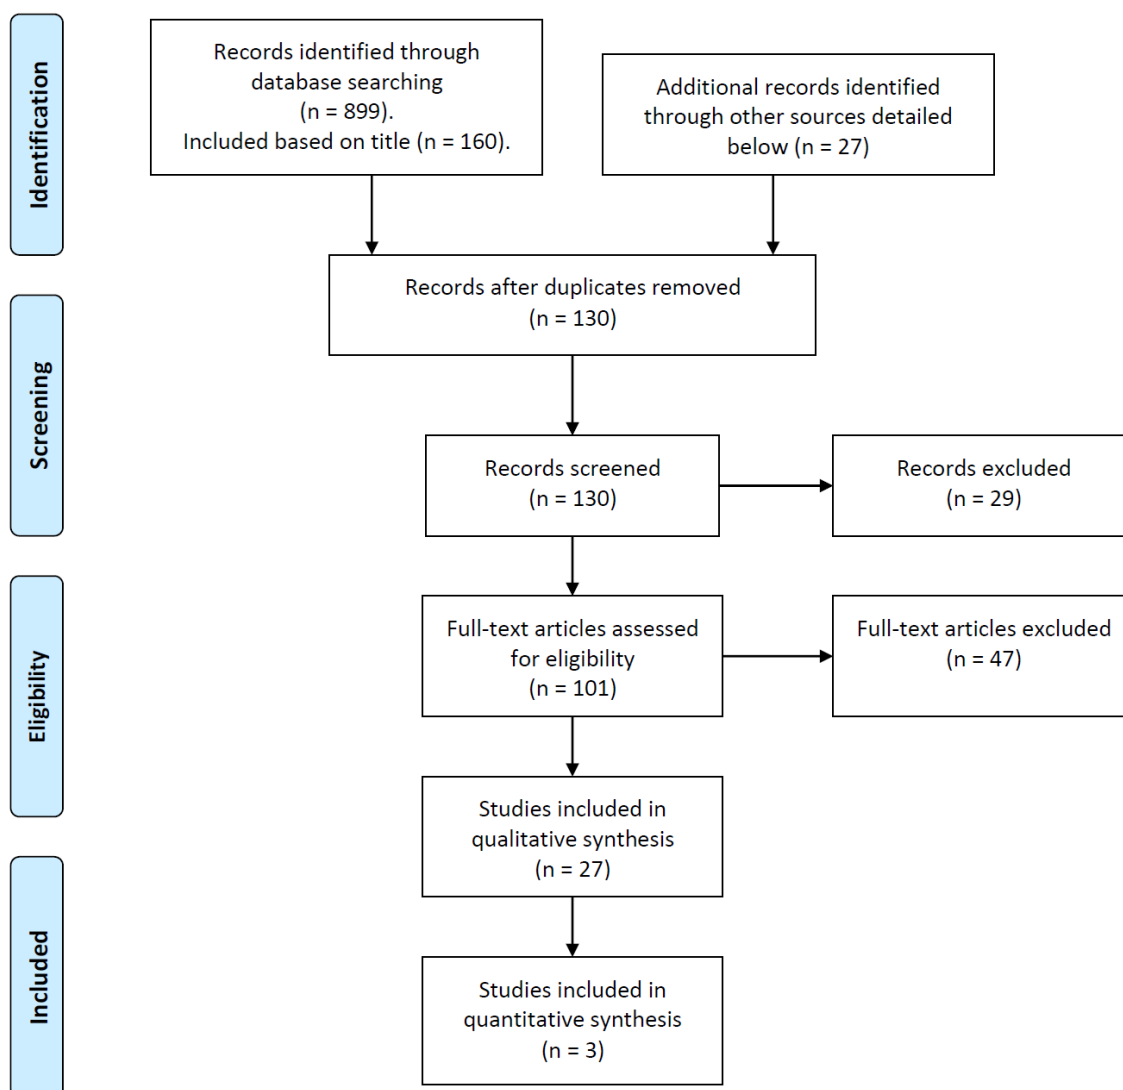 Identification
Records identified through
database searching
(n = 899).
Included based on title (n = 160).
Additional records identified
through other sources detailed
below (n = 27)
Records after duplicates removed
(n = 130)
Screening
Records screened
(n = 130)
Records excluded
(n = 29)
Eligibility
Full-text articles assessed
for eligibility
(n = 101)
Full-text articles excluded
(n = 47)
Studies included in
qualitative synthesis
(n = 27)
Included
Studies included in
quantitative synthesis
(n = 3)